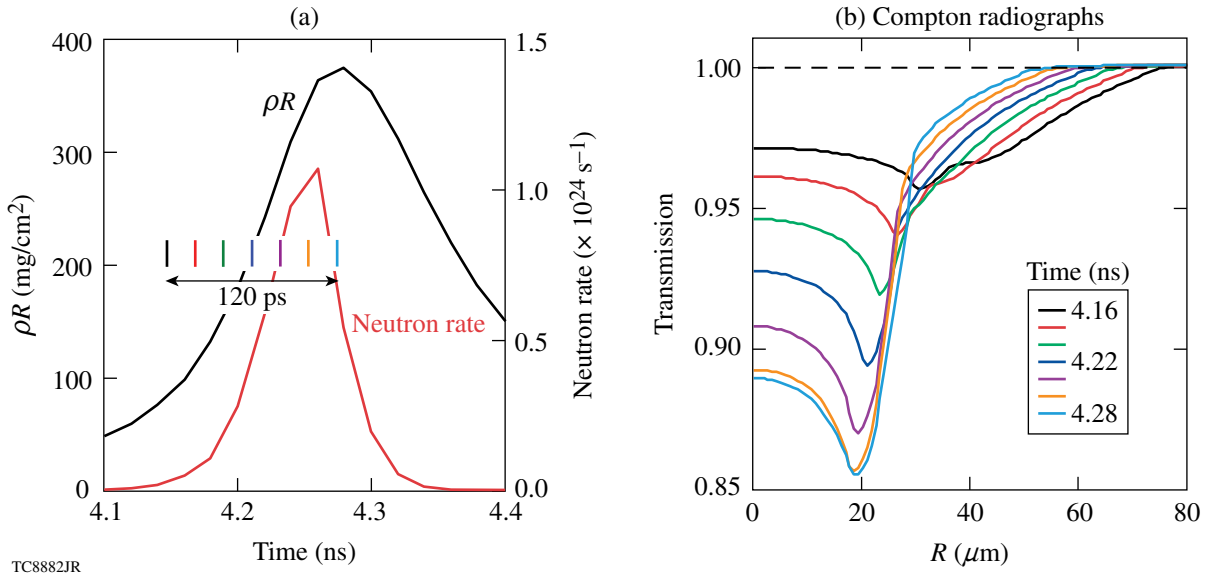 (a)
400
300
200
100
0
ρR (mg/cm²)
ρR
120 ps
Neutron rate
1.5
1.0
0.5
0.0
Neutron rate (× 10²⁴ s⁻¹)
4.1 4.2 4.3 4.4
Time (ns)
TC8882JR
(b) Compton radiographs
1.00
0.95
0.90
0.85
Transmission
Time (ns)
4.16
4.22
4.28
0 20 40 60 80
R (μm)